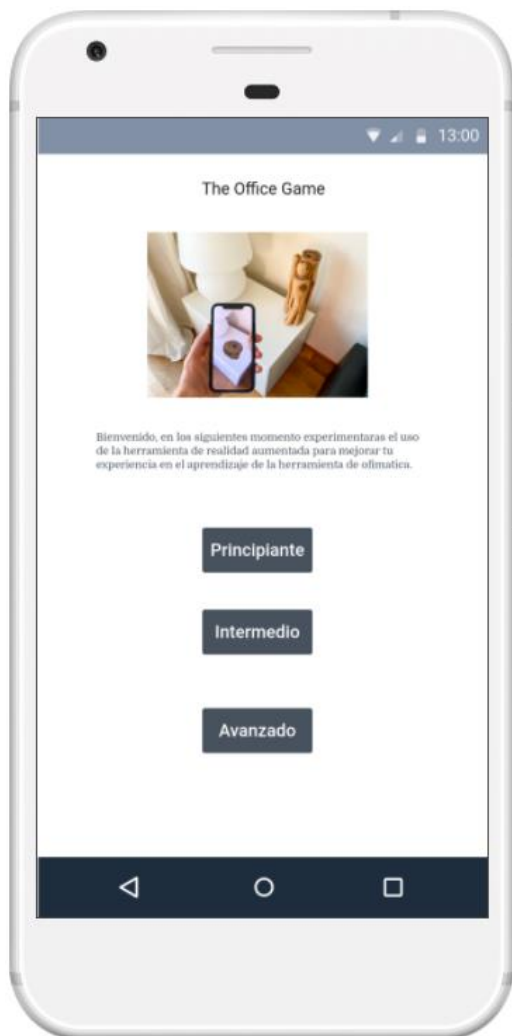 13:00
The Office Game
Bienvenido, en los siguientes momento experimentaras el uso
de la herramienta de realidad aumentada para mejorar tu
experiencia en el aprendizaje de la herramienta de ofimatica.
Principiante
Intermedio
Avanzado